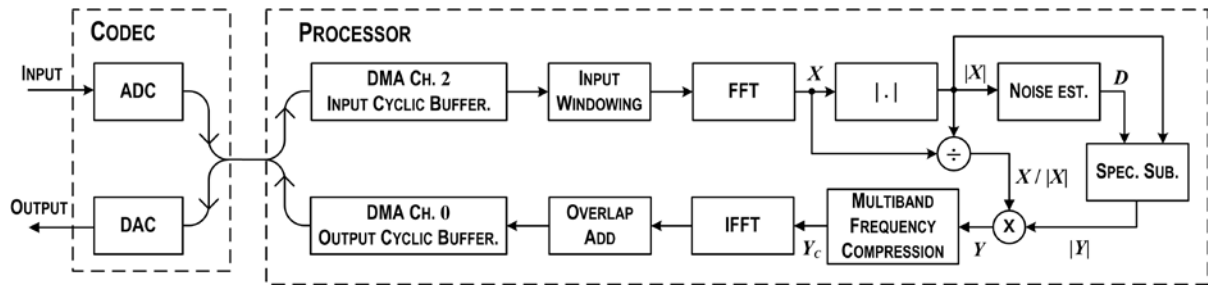 CODEC
PROCESSOR
INPUT
ADC
DMA CH. 2
INPUT CYCLIC BUFFER.
INPUT
WINDOWING
FFT
X
| . |
|X|
NOISE EST.
D
÷
X / |X|
SPEC. SUB.
OUTPUT
DAC
DMA CH. 0
OUTPUT CYCLIC BUFFER.
OVERLAP
ADD
IFFT
Y_C
MULTIBAND
FREQUENCY
COMPRESSION
Y
X
|Y|